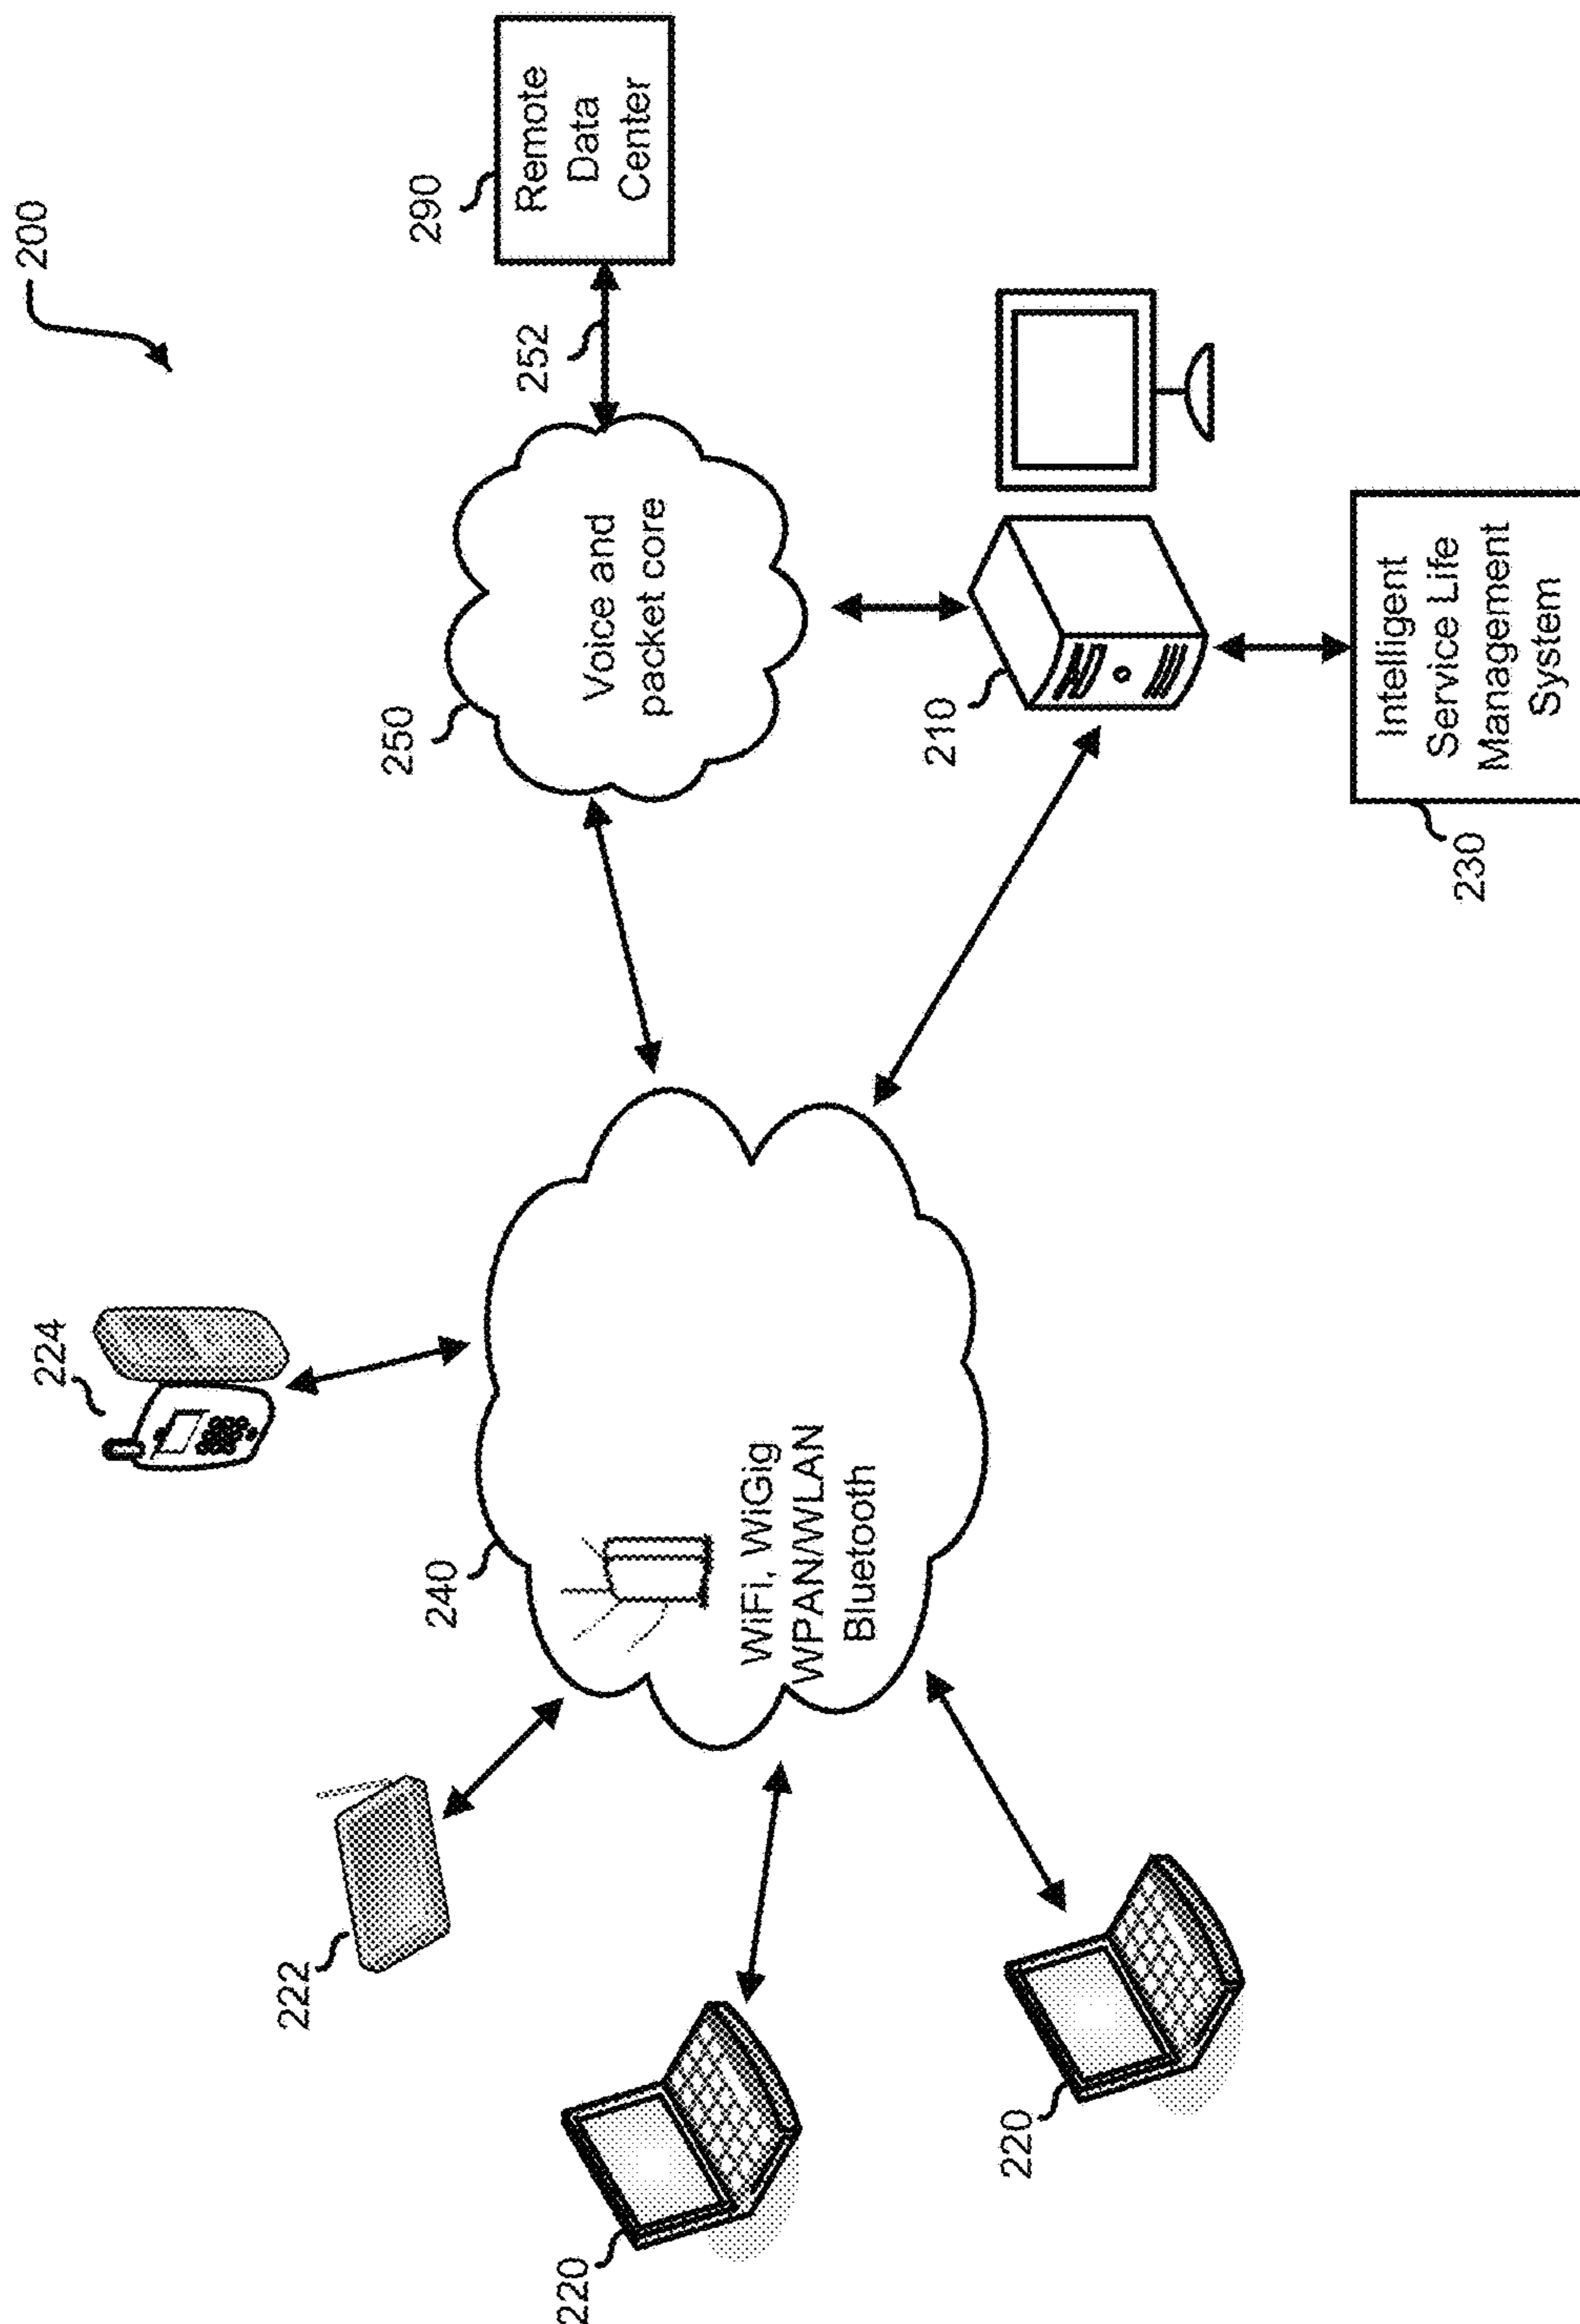 200
224
222
240
WiFi, WiGig
WPAN/WLAN
Bluetooth
220
220
250
Voice and
packet core
252
290
Remote
Data
Center
210
230
Intelligent
Service Life
Management
System